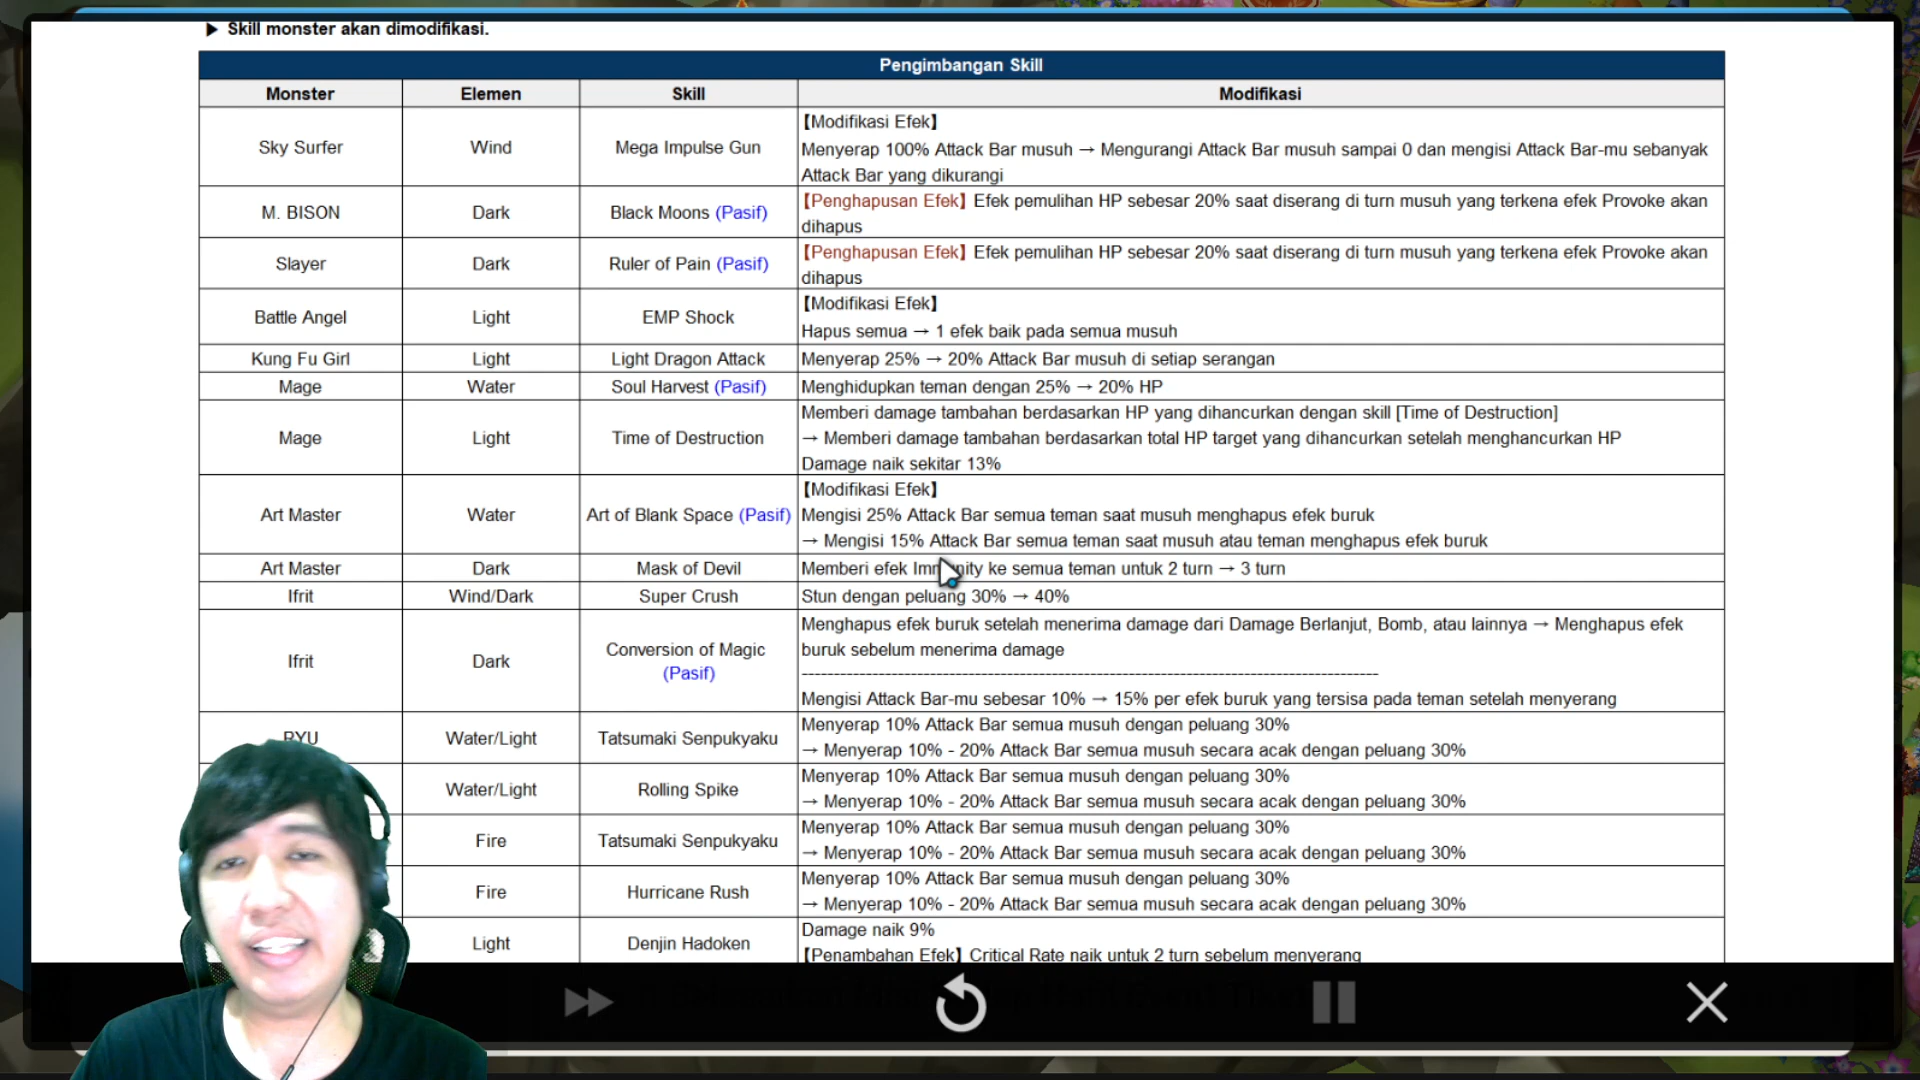 ▶ Skill monster akan dimodifikasi.
Pengimbangan Skill
Monster Elemen Skill Modifikasi
Sky Surfer Wind Mega Impulse Gun
【Modifikasi Efek】
Menyerap 100% Attack Bar musuh → Mengurangi Attack Bar musuh sampai 0 dan mengisi Attack Bar-mu sebanyak
Attack Bar yang dikurangi
M. BISON Dark Black Moons (Pasif)
【Penghapusan Efek】 Efek pemulihan HP sebesar 20% saat diserang di turn musuh yang terkena efek Provoke akan
dihapus
Slayer Dark Ruler of Pain (Pasif)
【Penghapusan Efek】 Efek pemulihan HP sebesar 20% saat diserang di turn musuh yang terkena efek Provoke akan
dihapus
Battle Angel Light EMP Shock
【Modifikasi Efek】
Hapus semua → 1 efek baik pada semua musuh
Kung Fu Girl Light Light Dragon Attack Menyerap 25% → 20% Attack Bar musuh di setiap serangan
Mage Water Soul Harvest (Pasif) Menghidupkan teman dengan 25% → 20% HP
Mage Light Time of Destruction
Memberi damage tambahan berdasarkan HP yang dihancurkan dengan skill [Time of Destruction]
→ Memberi damage tambahan berdasarkan total HP target yang dihancurkan setelah menghancurkan HP
Damage naik sekitar 13%
Art Master Water Art of Blank Space (Pasif)
【Modifikasi Efek】
Mengisi 25% Attack Bar semua teman saat musuh menghapus efek buruk
→ Mengisi 15% Attack Bar semua teman saat musuh atau teman menghapus efek buruk
Art Master Dark Mask of Devil Memberi efek Immunity ke semua teman untuk 2 turn → 3 turn
Ifrit Wind/Dark Super Crush Stun dengan peluang 30% → 40%
Ifrit Dark Conversion of Magic
(Pasif)
Menghapus efek buruk setelah menerima damage dari Damage Berlanjut, Bomb, atau lainnya → Menghapus efek
buruk sebelum menerima damage
Mengisi Attack Bar-mu sebesar 10% → 15% per efek buruk yang tersisa pada teman setelah menyerang
RYU Water/Light Tatsumaki Senpukyaku
Menyerap 10% Attack Bar semua musuh dengan peluang 30%
→ Menyerap 10% - 20% Attack Bar semua musuh secara acak dengan peluang 30%
Water/Light Rolling Spike
Menyerap 10% Attack Bar semua musuh dengan peluang 30%
→ Menyerap 10% - 20% Attack Bar semua musuh secara acak dengan peluang 30%
Fire Tatsumaki Senpukyaku
Menyerap 10% Attack Bar semua musuh dengan peluang 30%
→ Menyerap 10% - 20% Attack Bar semua musuh secara acak dengan peluang 30%
Fire Hurricane Rush
Menyerap 10% Attack Bar semua musuh dengan peluang 30%
→ Menyerap 10% - 20% Attack Bar semua musuh secara acak dengan peluang 30%
Light Denjin Hadoken
Damage naik 9%
【Penambahan Efek】 Critical Rate naik untuk 2 turn sebelum menyerang